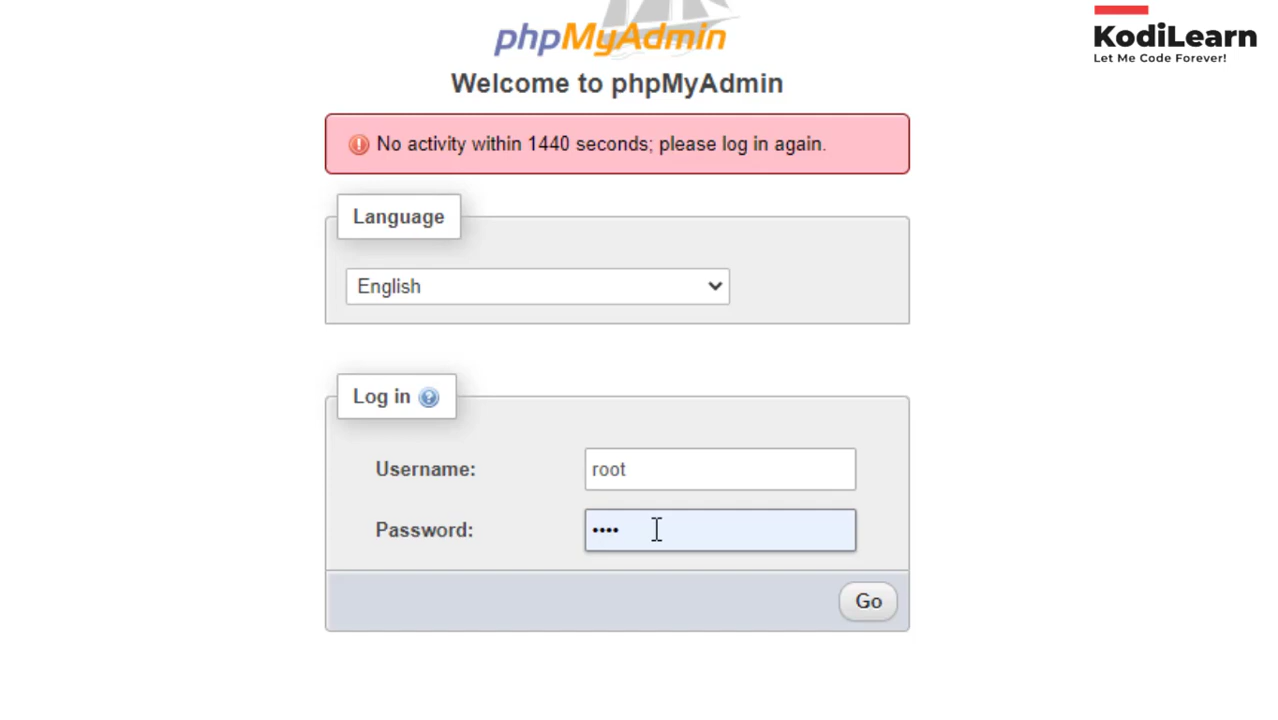 phpMyAdmin
KodiLearn
Let Me Code Forever!
Welcome to phpMyAdmin
No activity within 1440 seconds; please log in again.
Language
English
Log in
Username:
root
Password:
••••
Go